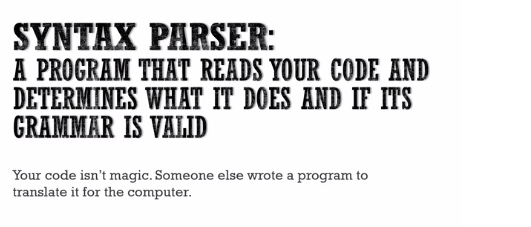 SYNTAX PARSER:
A PROGRAM THAT READS YOUR CODE AND
DETERMINES WHAT IT DOES AND IF ITS
GRAMMAR IS VALID
Your code isn't magic. Someone else wrote a program to
translate it for the computer.